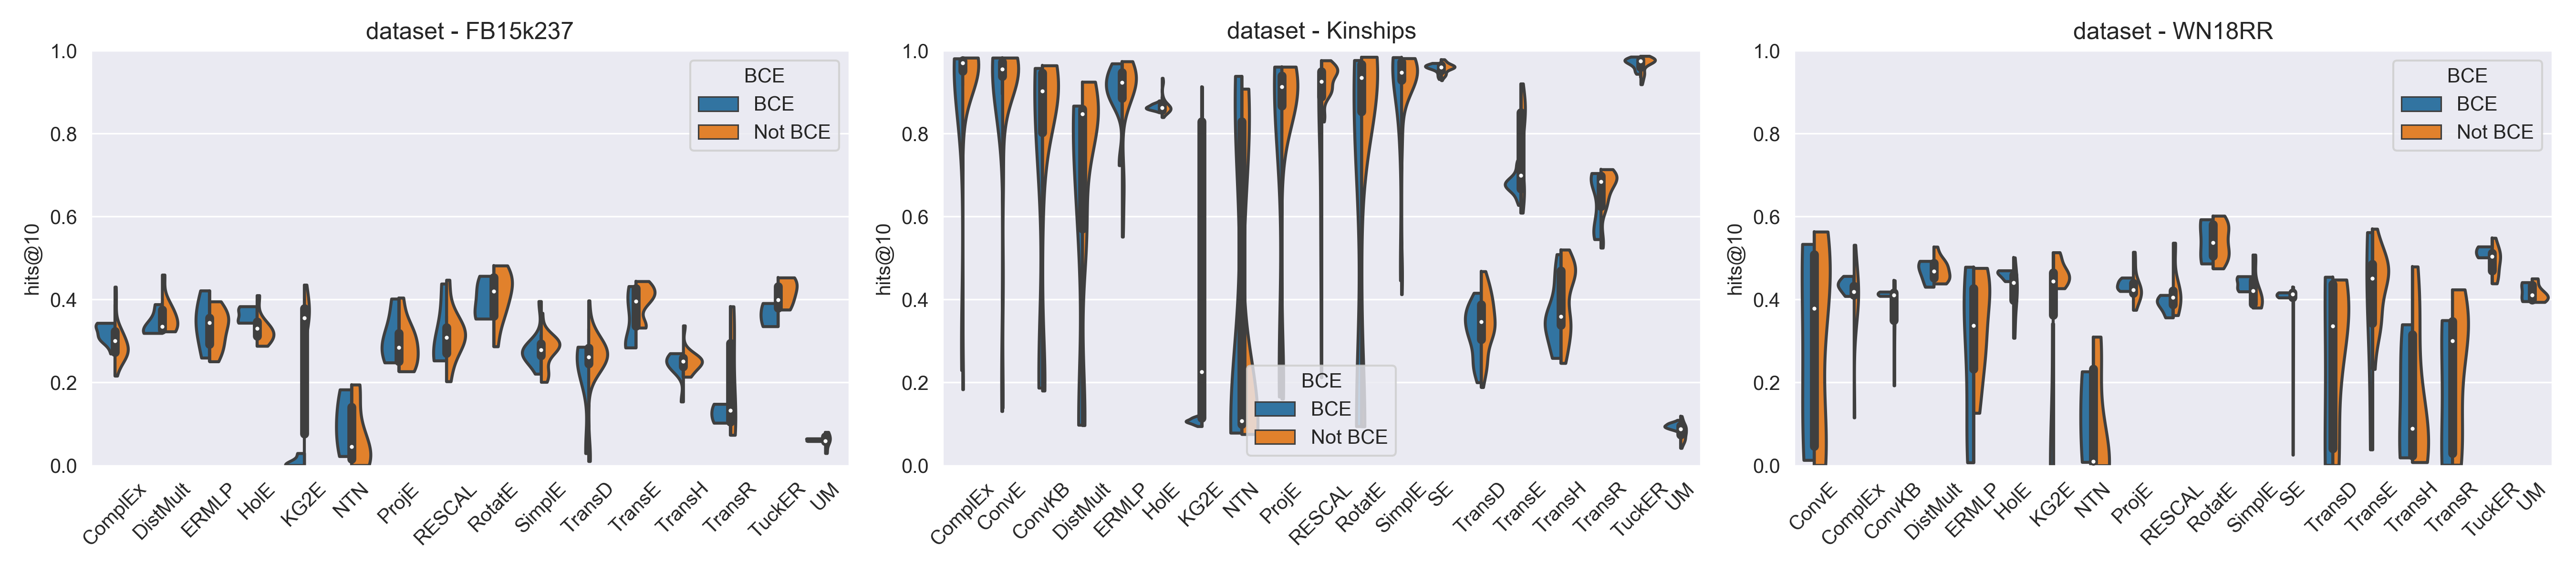 dataset - FB15k237
hits@10
1.0
0.8
0.6
0.4
0.2
0.0
BCE
BCE
Not BCE
ComplEx
DistMult
ERMLP
HolE
KG2E
NTN
ProjE
RESCAL
RotatE
SimplE
TransD
TransE
TransH
TransR
TuckER
UM
dataset - Kinships
hits@10
1.0
0.8
0.6
0.4
0.2
0.0
BCE
BCE
Not BCE
ComplEx
ConvE
ConvKB
DistMult
ERMLP
HolE
KG2E
NTN
ProjE
RESCAL
RotatE
SimplE
SE
TransD
TransE
TransH
TransR
TuckER
UM
dataset - WN18RR
hits@10
1.0
0.8
0.6
0.4
0.2
0.0
BCE
BCE
Not BCE
ConvE
ComplEx
ConvKB
DistMult
ERMLP
HolE
KG2E
NTN
ProjE
RESCAL
RotatE
SimplE
SE
TransD
TransE
TransH
TransR
TuckER
UM